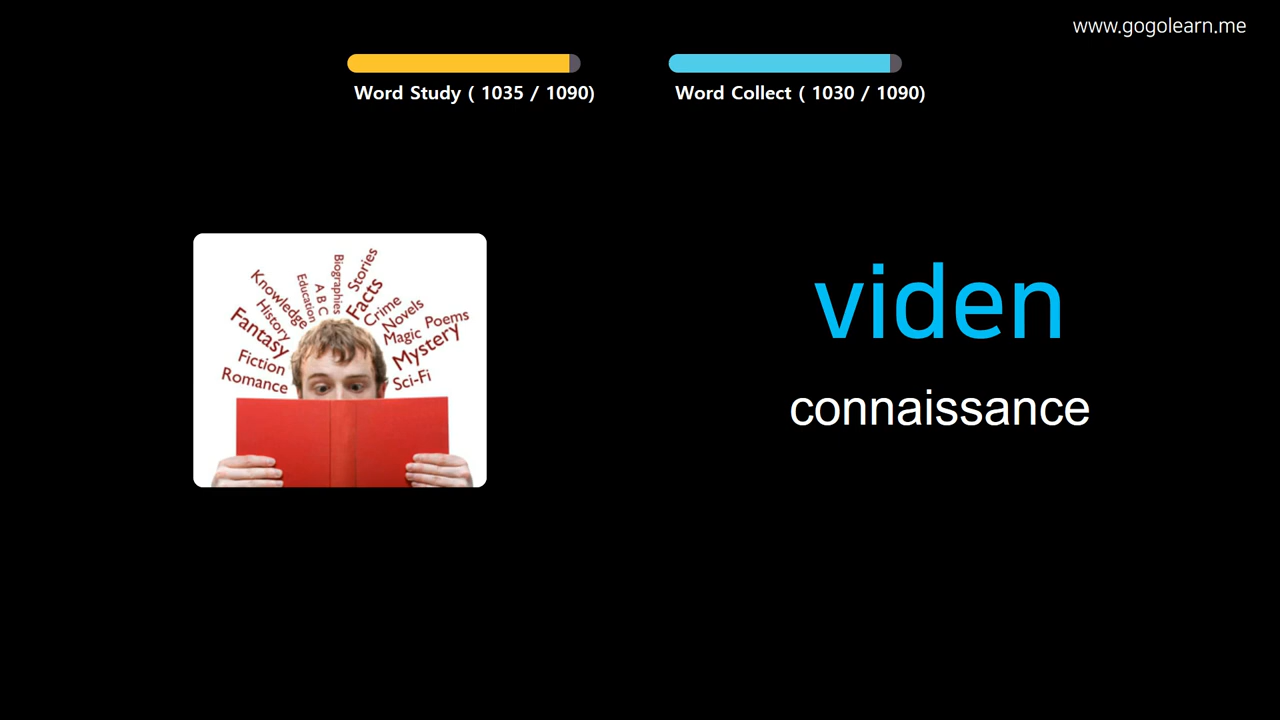 www.gogolearn.me
Word Study ( 1035 / 1090)
Word Collect ( 1030 / 1090)
Knowledge
History
Fantasy
Fiction
Romance
Education
A B C
Biographies
Stories
Facts
Crime
Novels
Magic
Poems
Mystery
Sci-Fi
viden
connaissance